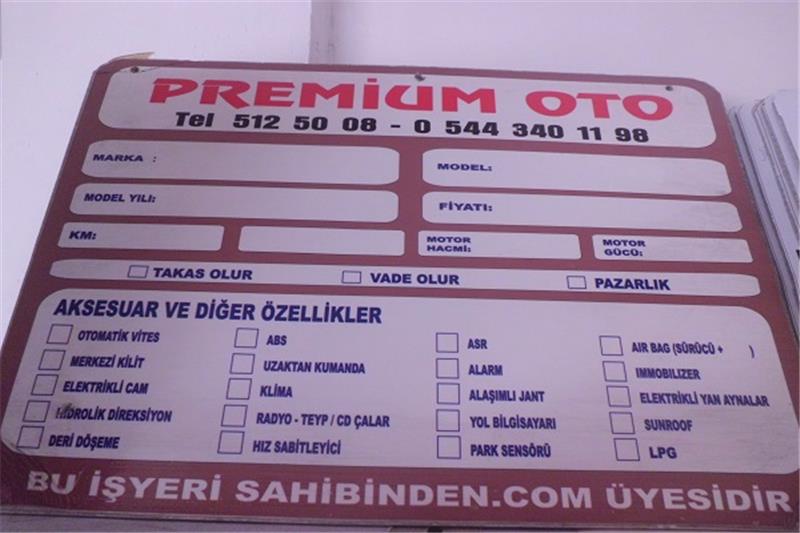 PREMİUM OTO
Tel 512 50 08 - 0 544 340 11 98
MARKA : MODEL:
MODEL YILI: FİYATI:
KM: MOTOR HACMİ: MOTOR GÜCÜ:
TAKAS OLUR VADE OLUR PAZARLIK
AKSESUAR VE DİĞER ÖZELLİKLER
OTOMATİK VİTES ABS ASR AIR BAG (SÜRÜCÜ + )
MERKEZİ KİLİT UZAKTAN KUMANDA ALARM IMMOBILIZER
ELEKTRİKLİ CAM KLİMA ALAŞIMLI JANT ELEKTRİKLİ YAN AYNALAR
HİDROLİK DİREKSİYON RADYO - TEYP / CD ÇALAR YOL BİLGİSAYARI SUNROOF
DERİ DÖŞEME HIZ SABİTLEYİCİ PARK SENSÖRÜ LPG
BU İŞYERİ SAHİBİNDEN.COM ÜYESİDİR